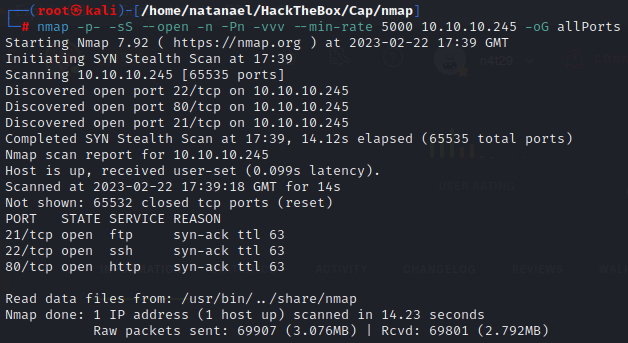 ┌──(root㉿kali)-[/home/natanael/HackTheBox/Cap/nmap]
└─# nmap -p- -sS --open -n -Pn -vvv --min-rate 5000 10.10.10.245 -oG allPorts
Starting Nmap 7.92 ( https://nmap.org ) at 2023-02-22 17:39 GMT
Initiating SYN Stealth Scan at 17:39
Scanning 10.10.10.245 [65535 ports]
Discovered open port 22/tcp on 10.10.10.245
Discovered open port 80/tcp on 10.10.10.245
Discovered open port 21/tcp on 10.10.10.245
Completed SYN Stealth Scan at 17:39, 14.12s elapsed (65535 total ports)
Nmap scan report for 10.10.10.245
Host is up, received user-set (0.099s latency).
Scanned at 2023-02-22 17:39:18 GMT for 14s
Not shown: 65532 closed tcp ports (reset)
PORT   STATE SERVICE REASON
21/tcp open  ftp     syn-ack ttl 63
22/tcp open  ssh     syn-ack ttl 63
80/tcp open  http    syn-ack ttl 63
ACTIVITY CHANGELOG REVIEWS
Read data files from: /usr/bin/../share/nmap
Nmap done: 1 IP address (1 host up) scanned in 14.23 seconds
           Raw packets sent: 69907 (3.076MB) | Rcvd: 69801 (2.792MB)